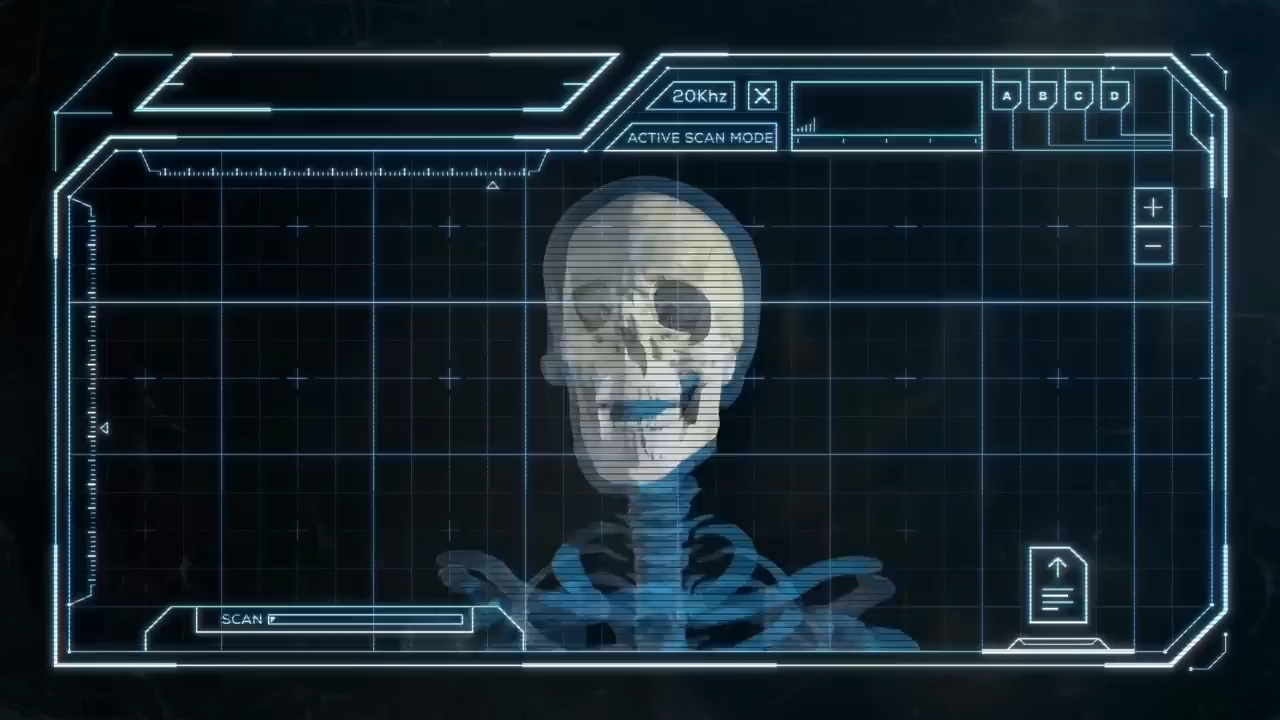 20Khz X
A B C D
ACTIVE SCAN MODE
+
−
SCAN